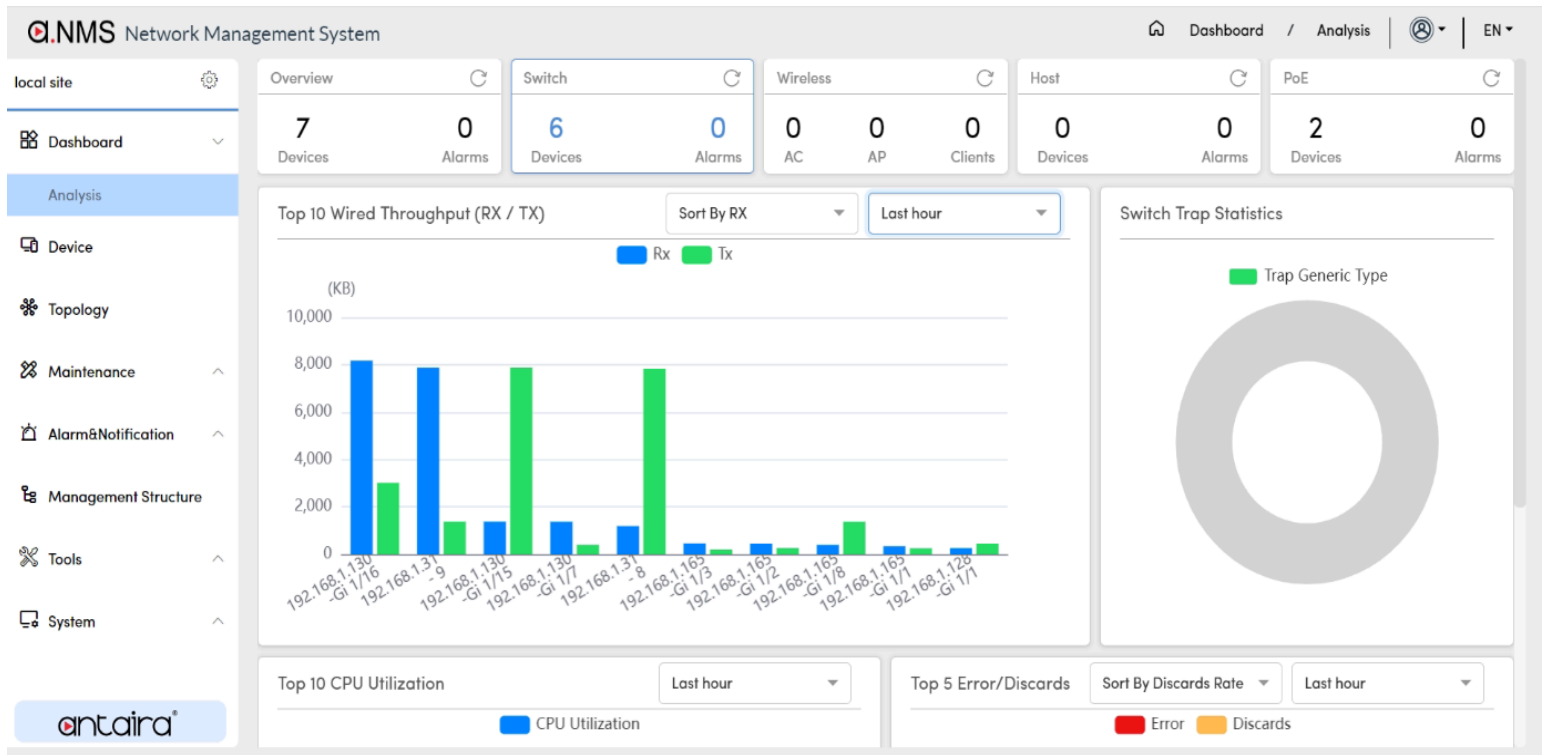 a.NMS Network Management System
Dashboard / Analysis
EN
local site
Dashboard
Analysis
Device
Topology
Maintenance
Alarm&Notification
Management Structure
Tools
System
antaira®
Overview
7 0
Devices Alarms
Switch
6 0
Devices Alarms
Wireless
0 0 0
AC AP Clients
Host
0 0
Devices Alarms
PoE
2 0
Devices Alarms
Top 10 Wired Throughput (RX / TX)
Sort By RX
Last hour
Rx Tx
(KB)
10,000
8,000
6,000
4,000
2,000
0
192.168.1.130
-Gi 1/16
192.168.1.31
- 9
192.168.1.130
-Gi 1/15
192.168.1.130
-Gi 1/7
192.168.1.31
- 8
192.168.1.165
-Gi 1/3
192.168.1.165
-Gi 1/2
192.168.1.165
-Gi 1/8
192.168.1.165
-Gi 1/1
192.168.1.128
-Gi 1/1
Switch Trap Statistics
Trap Generic Type
Top 10 CPU Utilization
Last hour
CPU Utilization
Top 5 Error/Discards
Sort By Discards Rate
Last hour
Error Discards